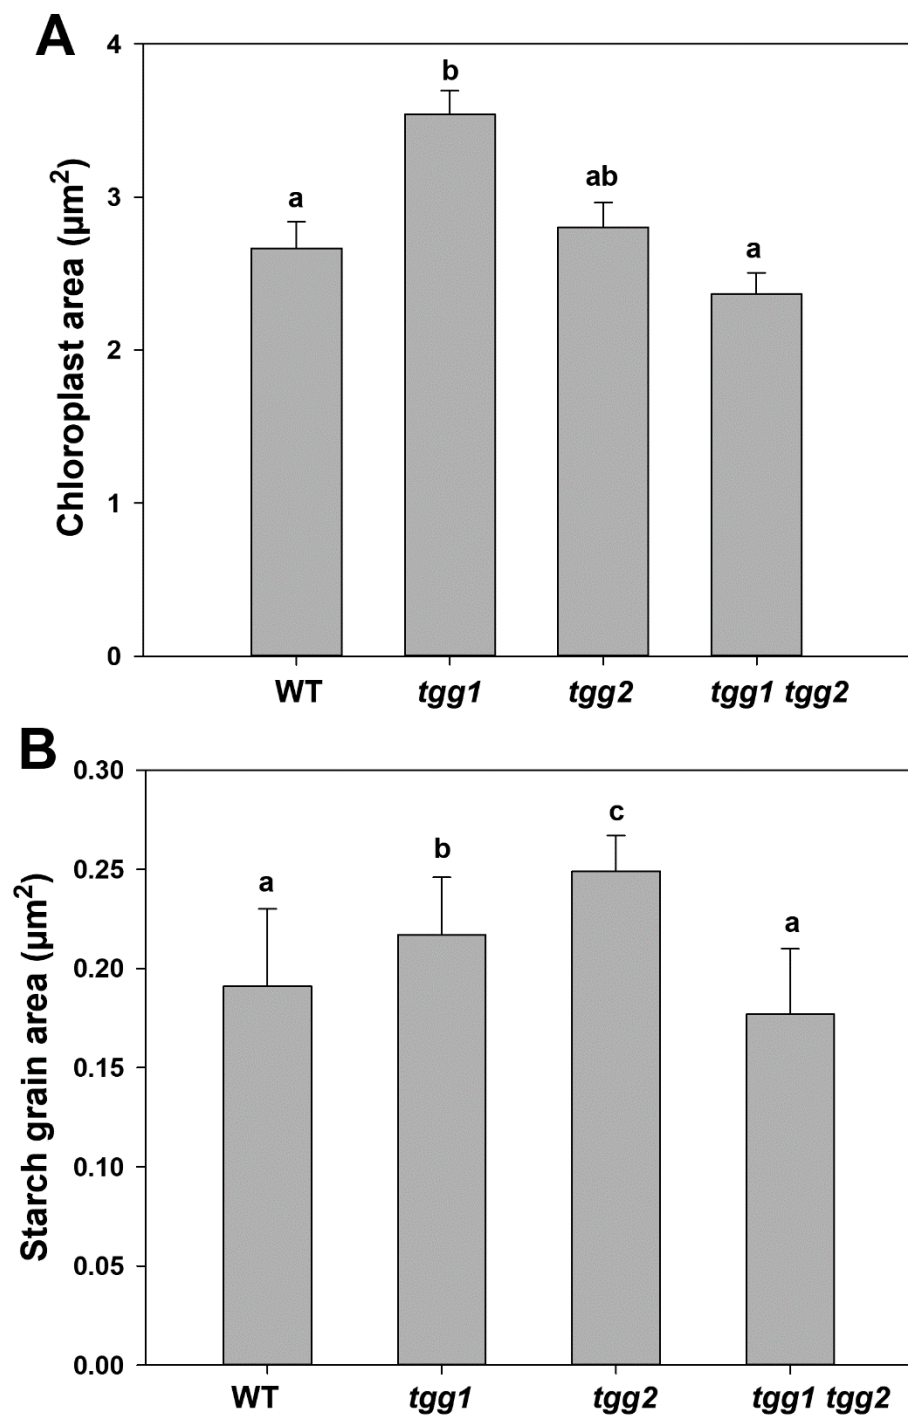 A
Chloroplast area (µm²)
4
3
2
1
0
a
b
ab
a
WT
tgg1
tgg2
tgg1 tgg2
B
Starch grain area (µm²)
0.30
0.25
0.20
0.15
0.10
0.05
0.00
a
b
c
a
WT
tgg1
tgg2
tgg1 tgg2